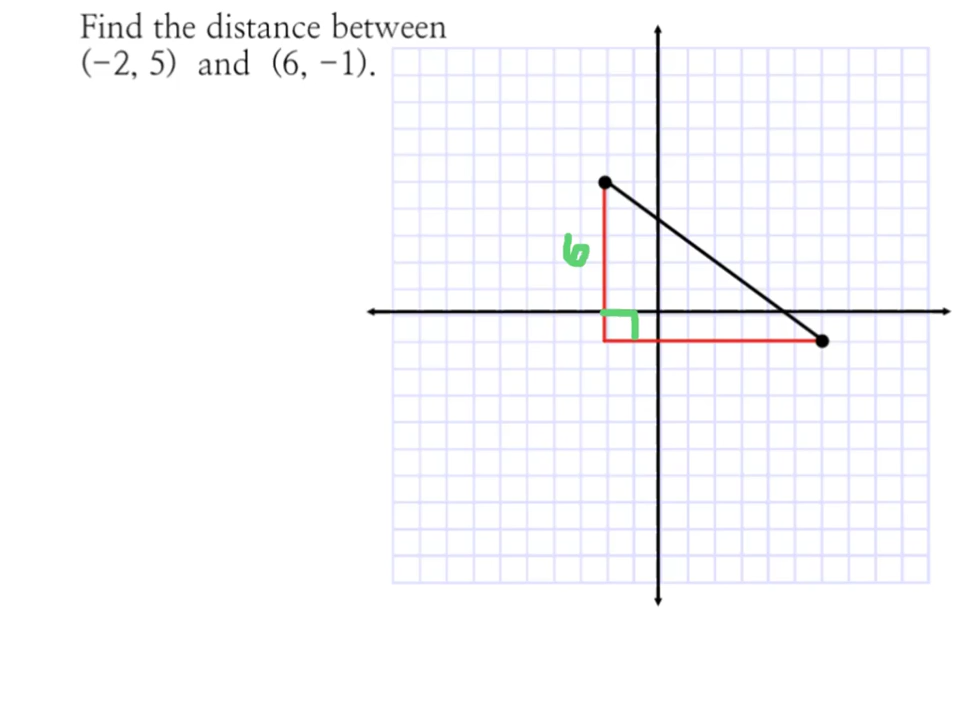 Find the distance between
(−2, 5) and (6, −1).
6